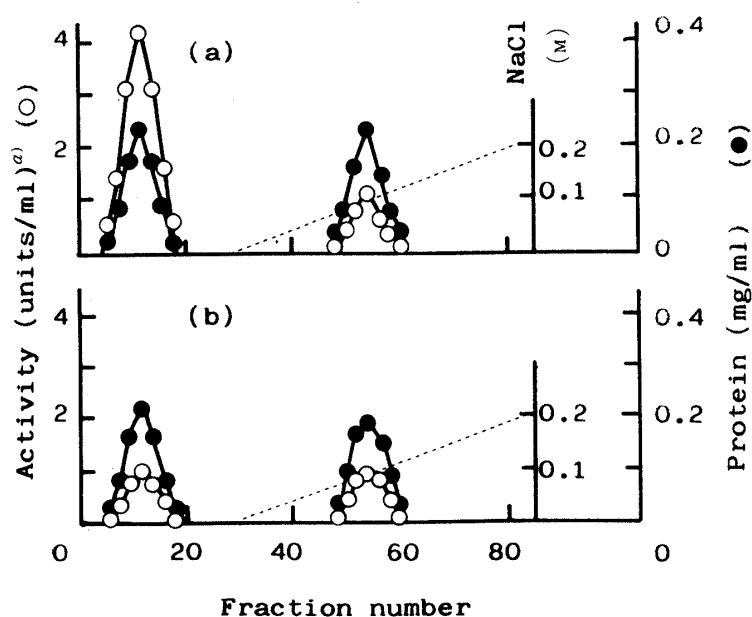 Activity (units/ml)a) (○)
4
2
(a)
NaCl
(M)
0.2
0.1
0.4
0.2
0
Protein (mg/ml) (●)
4
2
(b)
0.2
0.1
0.4
0.2
0
0
20
40
60
80
Fraction number